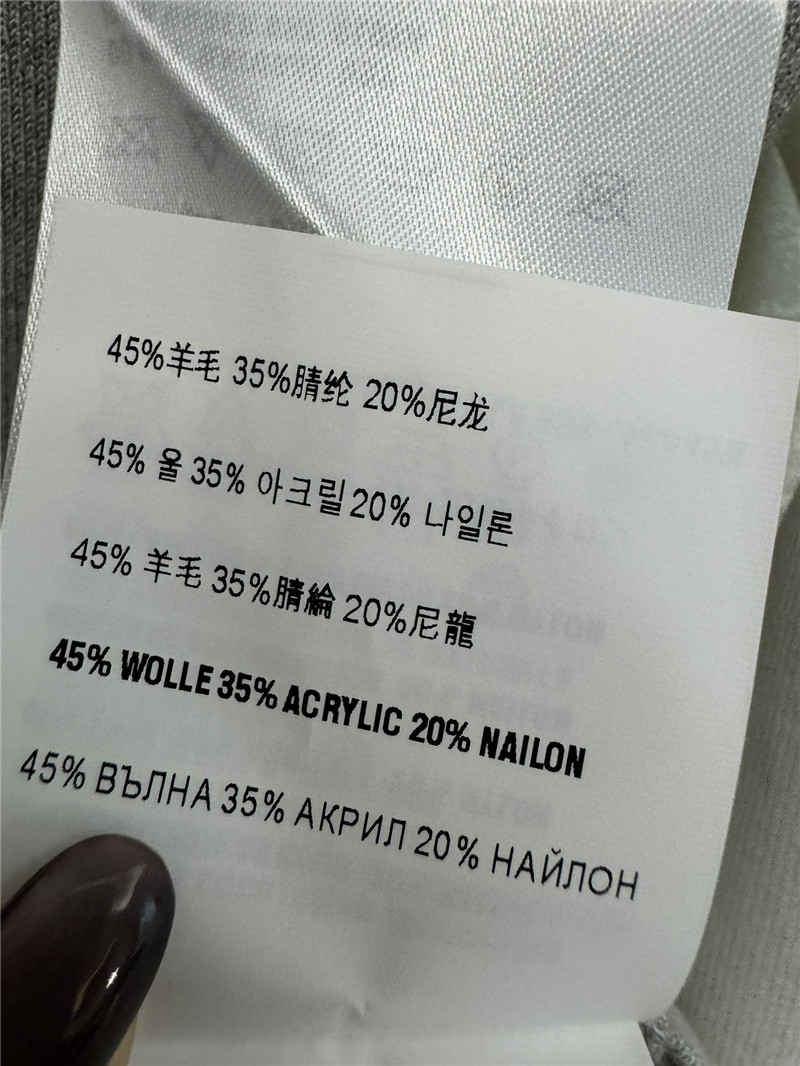 45%羊毛 35%腈纶 20%尼龙
45% 울 35% 아크릴 20% 나일론
45% 羊毛 35%腈綸 20%尼龍
45% WOLLE 35% ACRYLIC 20% NAILON
45% ВЪЛНА 35% АКРИЛ 20% НАЙЛОН